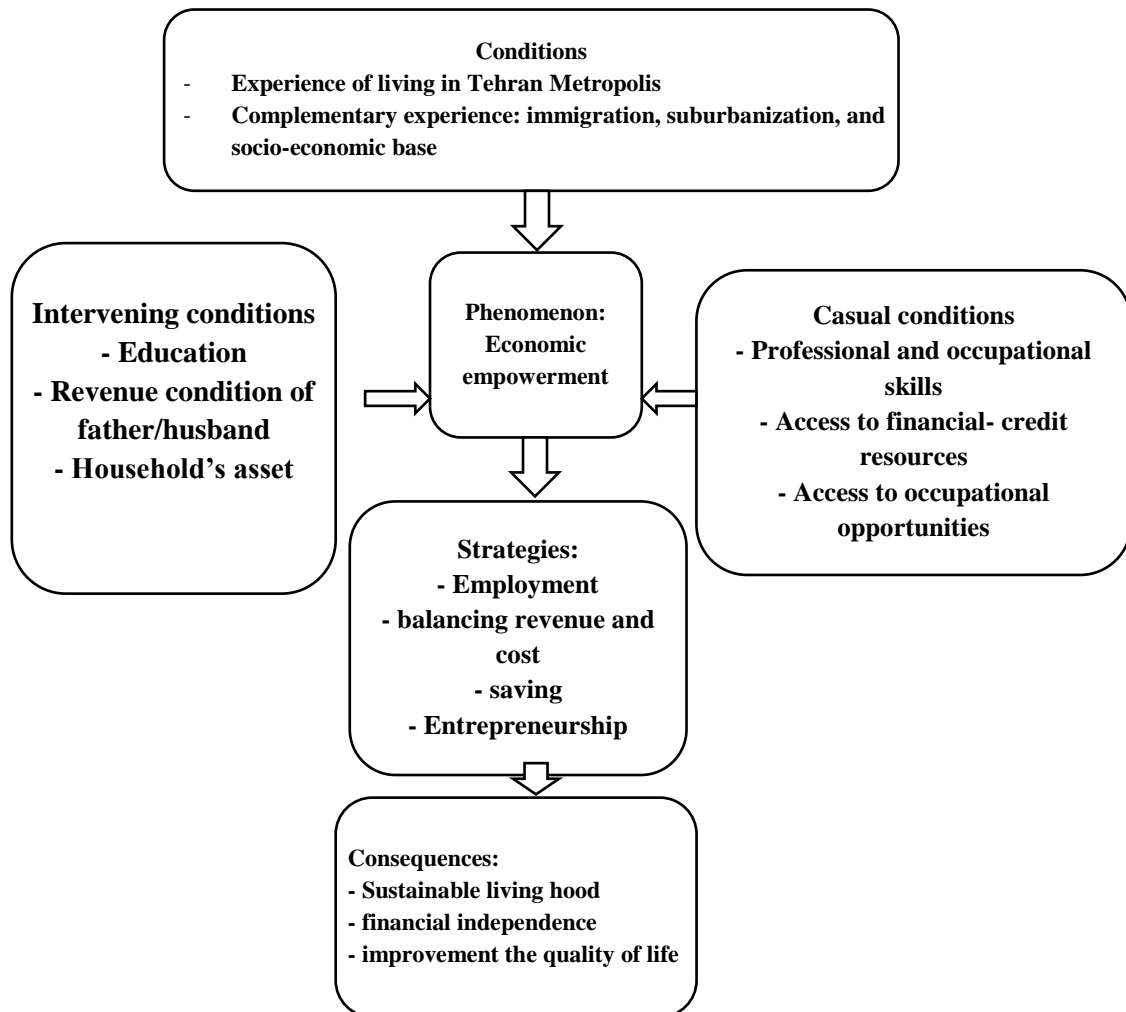 Conditions
- Experience of living in Tehran Metropolis
- Complementary experience: immigration, suburbanization, and
socio-economic base
Intervening conditions
- Education
- Revenue condition of
father/husband
- Household's asset
Phenomenon:
Economic
empowerment
Casual conditions
- Professional and occupational
skills
- Access to financial- credit
resources
- Access to occupational
opportunities
Strategies:
- Employment
- balancing revenue and
cost
- saving
- Entrepreneurship
Consequences:
- Sustainable living hood
- financial independence
- improvement the quality of life